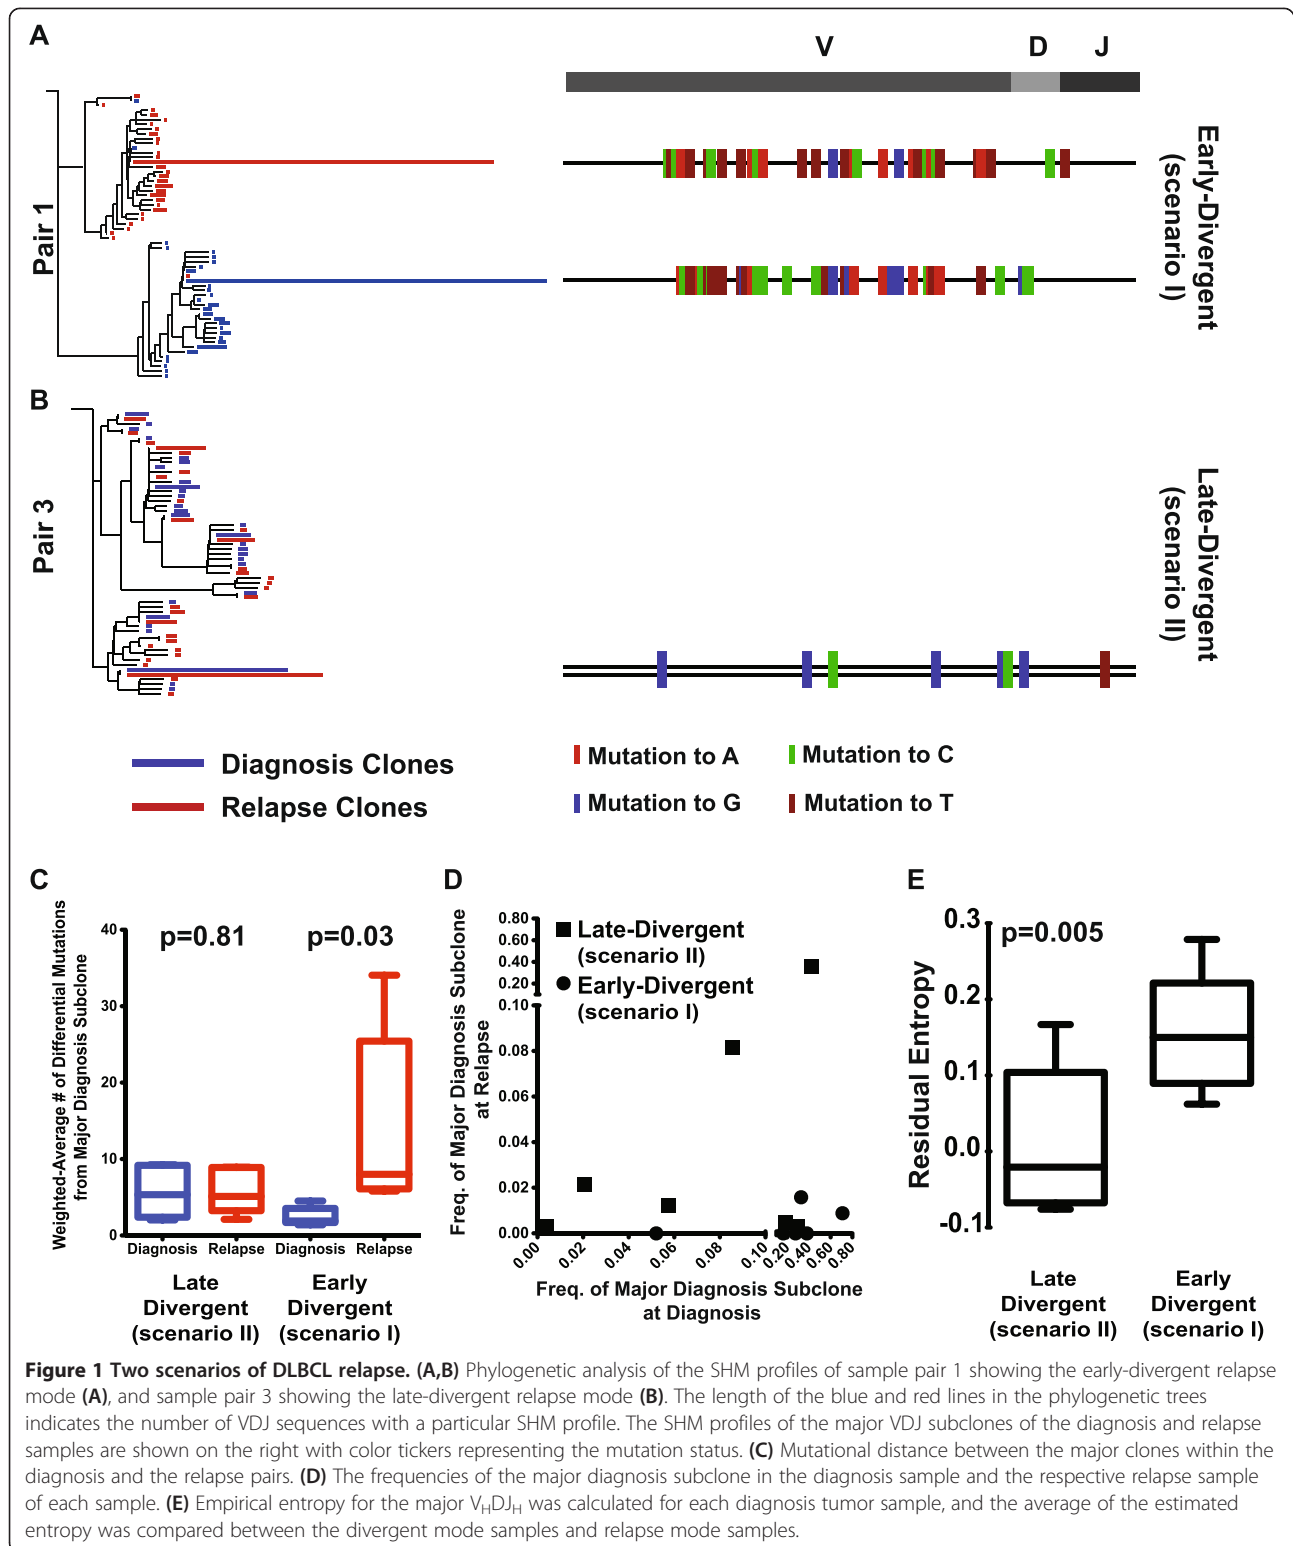 A
V D J
Pair 1
Early-Divergent
(scenario I)
B
Pair 3
Late-Divergent
(scenario II)
Diagnosis Clones
Relapse Clones
Mutation to A
Mutation to C
Mutation to G
Mutation to T
C
Weighted-Average # of Differential Mutations
from Major Diagnosis Subclone
40
30
20
10
0
p=0.81
p=0.03
Diagnosis Relapse Diagnosis Relapse
Late
Divergent
(scenario II)
Early
Divergent
(scenario I)
D
Freq. of Major Diagnosis Subclone
at Relapse
0.80
0.60
0.40
0.20
0.10
0.08
0.06
0.04
0.02
0.00
Late-Divergent
(scenario II)
Early-Divergent
(scenario I)
0.00 0.02 0.04 0.06 0.08 0.10 0.20 0.40 0.60 0.80
Freq. of Major Diagnosis Subclone
at Diagnosis
E
Residual Entropy
0.3
0.2
0.1
0.0
-0.1
p=0.005
Late
Divergent
(scenario II)
Early
Divergent
(scenario I)
Figure 1 Two scenarios of DLBCL relapse. (A,B) Phylogenetic analysis of the SHM profiles of sample pair 1 showing the early-divergent relapse
mode (A), and sample pair 3 showing the late-divergent relapse mode (B). The length of the blue and red lines in the phylogenetic trees
indicates the number of VDJ sequences with a particular SHM profile. The SHM profiles of the major VDJ subclones of the diagnosis and relapse
samples are shown on the right with color tickers representing the mutation status. (C) Mutational distance between the major clones within the
diagnosis and the relapse pairs. (D) The frequencies of the major diagnosis subclone in the diagnosis sample and the respective relapse sample
of each sample. (E) Empirical entropy for the major VHDJH was calculated for each diagnosis tumor sample, and the average of the estimated
entropy was compared between the divergent mode samples and relapse mode samples.